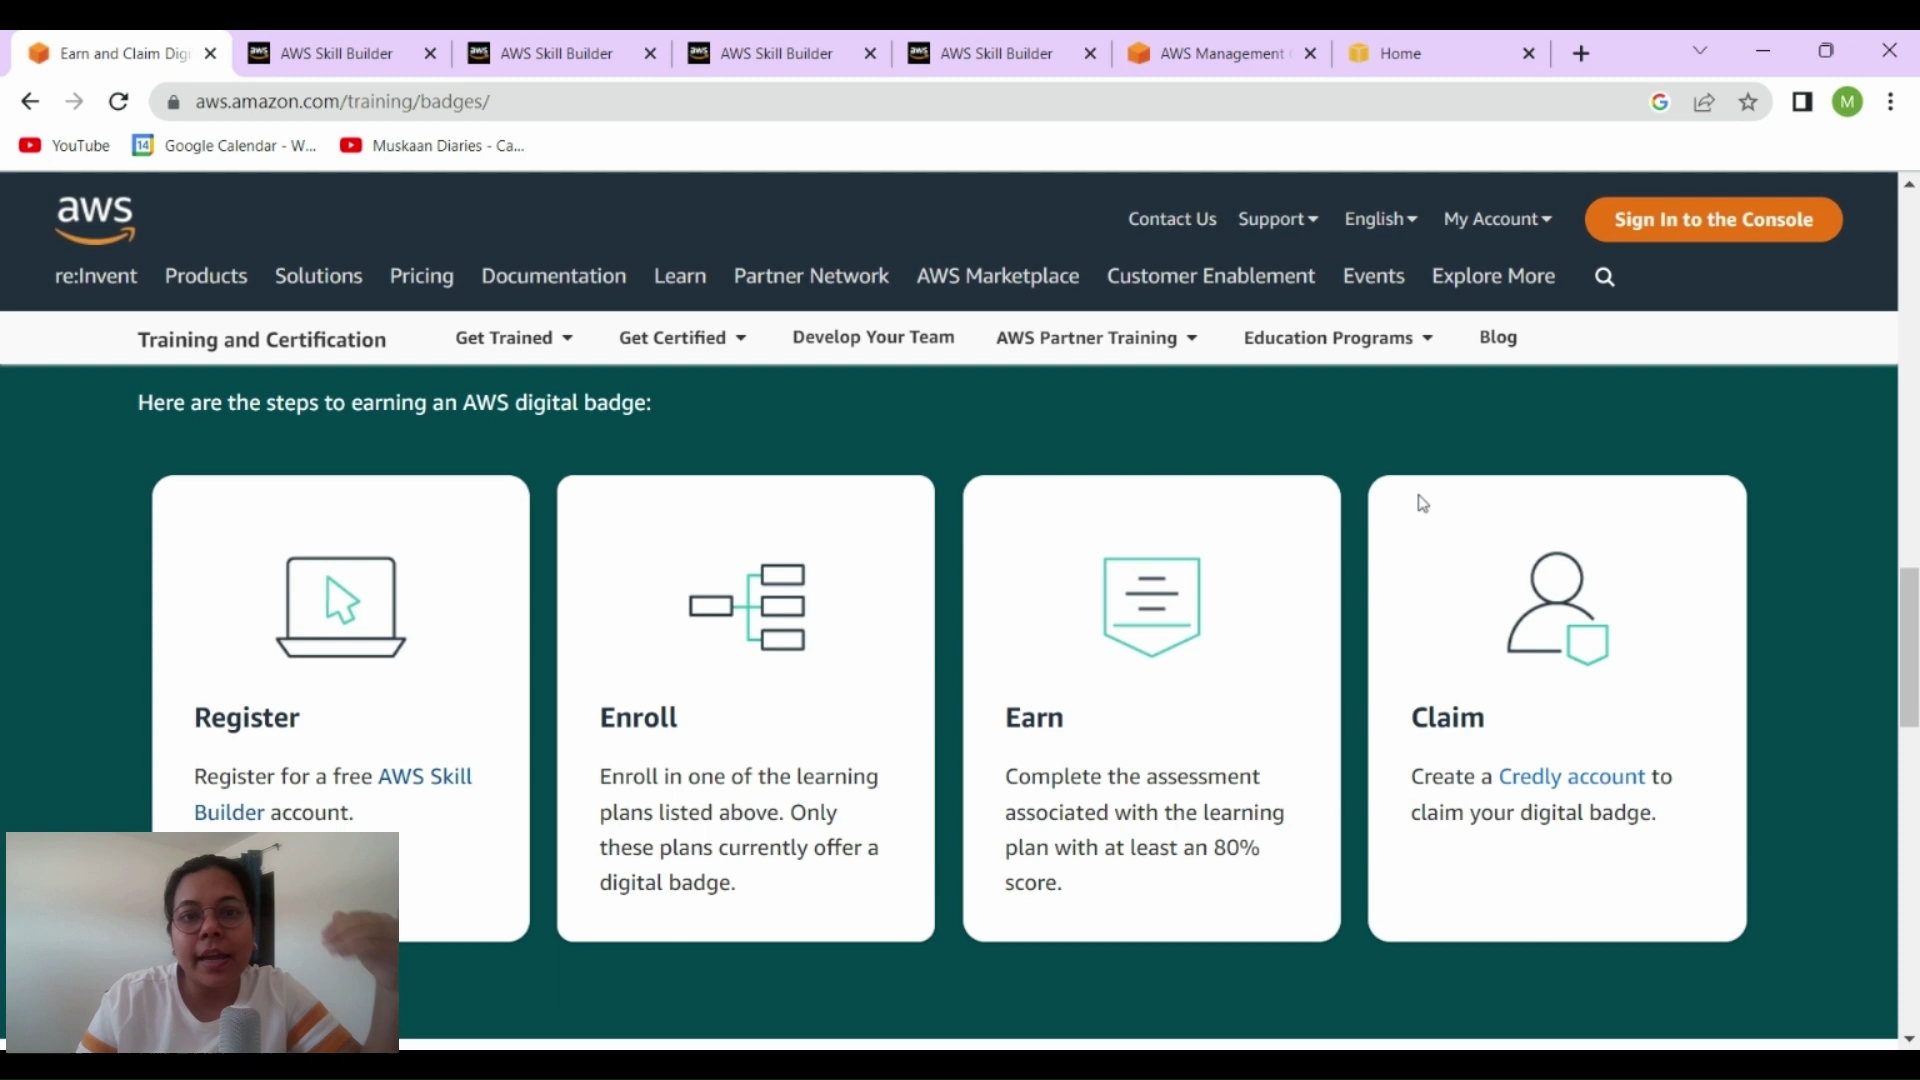 Earn and Claim Dig
AWS Skill Builder
AWS Skill Builder
AWS Skill Builder
AWS Skill Builder
AWS Management
Home
aws.amazon.com/training/badges/
M
YouTube
14
Google Calendar - W...
Muskaan Diaries - Ca...
aws
Contact Us
Support
English
My Account
Sign In to the Console
re:Invent
Products
Solutions
Pricing
Documentation
Learn
Partner Network
AWS Marketplace
Customer Enablement
Events
Explore More
Training and Certification
Get Trained
Get Certified
Develop Your Team
AWS Partner Training
Education Programs
Blog
Here are the steps to earning an AWS digital badge:
Register
Register for a free AWS Skill
Builder account.
Enroll
Enroll in one of the learning
plans listed above. Only
these plans currently offer a
digital badge.
Earn
Complete the assessment
associated with the learning
plan with at least an 80%
score.
Claim
Create a Credly account to
claim your digital badge.